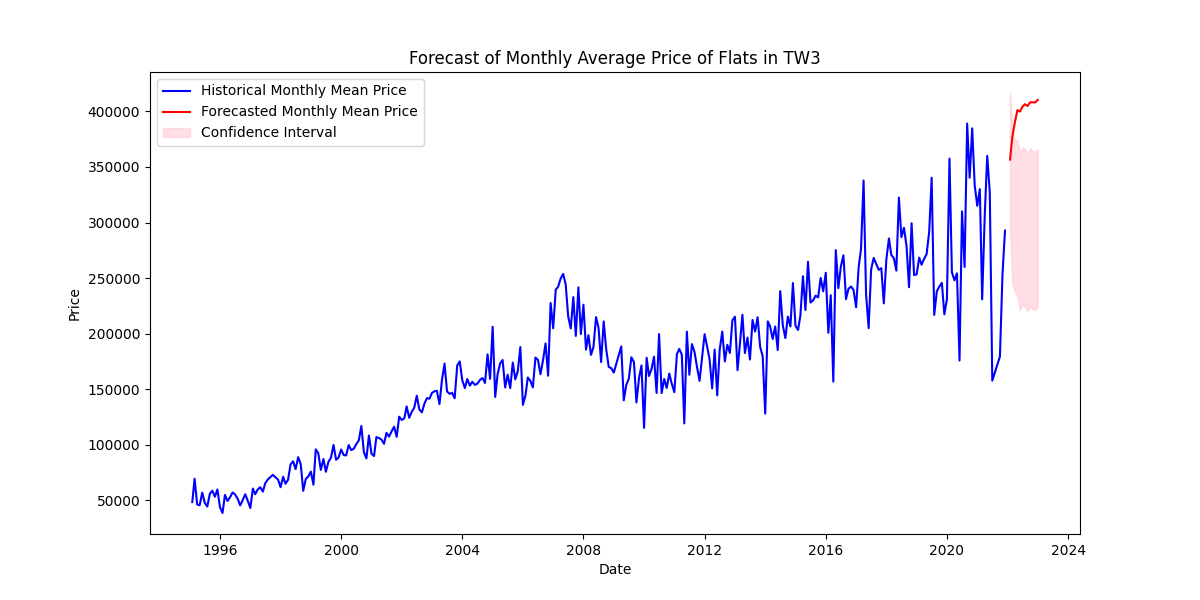 Forecast of Monthly Average Price of Flats in TW3
Historical Monthly Mean Price
Forecasted Monthly Mean Price
Confidence Interval
400000
350000
300000
250000
200000
150000
100000
50000
Price
1996 2000 2004 2008 2012 2016 2020 2024
Date